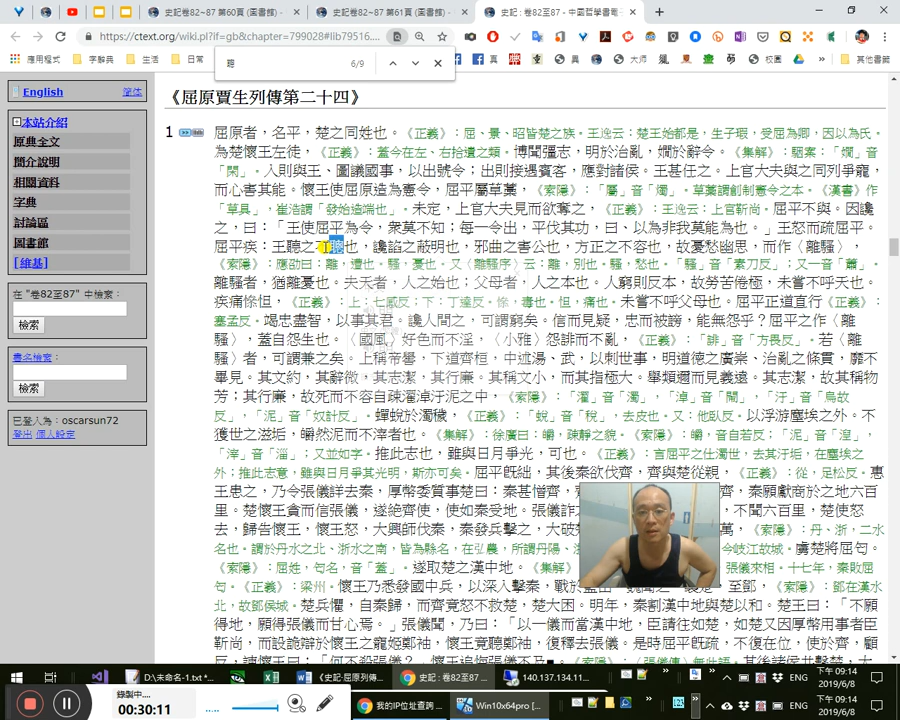 史記卷82~87 第60頁 (圖書館)
史記卷82~87 第61頁 (圖書館)
史記 : 卷82至87 - 中國哲學書電子
https://ctext.org/wiki.pl?if=gb&chapter=799028#lib79516.
應用程式
字辭典
生活
日常
其他書籤
6/9
English
简体
本站介紹
原典全文
簡介說明
相關資料
字典
討論區
圖書館
[維基]
在 "卷82至87" 中檢索：
檢索
書名檢索：
檢索
已登入為：oscarsun72
登出 個人設定
《屈原賈生列傳第二十四》
1 屈原者，名平，楚之同姓也。《正義》：屈、景、昭皆楚之族。王逸云：楚王始都是，生子瑕，受屈為卿，因以為氏。
為楚懷王左徒，《正義》：蓋今在左、右拾遺之類。博聞彊志，明於治亂，嫺於辭令。《集解》：駰案：「嫺」音
「閑」。入則與王、圖議國事，以出號令；出則接遇賓客，應對諸侯。王甚任之。上官大夫與之同列爭寵，
而心害其能。懷王使屈原造為憲令，屈平屬草藁，《索隱》：「屬」音「燭」。草藁謂創制憲令之本。《漢書》作
「草具」，崔浩謂「發始造端也」。未定，上官大夫見而欲奪之，《正義》：王逸云：上官靳尚。屈平不與。因讒
之，曰：「王使屈平為令，衆莫不知；每一令出，平伐其功，曰、以為非我莫能為也。」王怒而疏屈平。
屈平疾：王聽之不聰也，讒諂之蔽明也，邪曲之害公也，方正之不容也，故憂愁幽思，而作〈離騷〉，
《索隱》：應劭曰：離，遭也。騷，憂也。又〈離騷序〉云：離，別也。騷，愁也。「騷」音「素刀反」；又一音「蕭」。
離騷者，猶離憂也。夫天者，人之始也；父母者，人之本也。人窮則反本，故勞苦倦極，未嘗不呼天也。
疾痛慘怛，《正義》：上：七感反；下：丁達反。慘，毒也。怛，痛也。未嘗不呼父母也。屈平正道直行《正義》：
塞孟反。竭忠盡智，以事其君。讒人間之，可謂窮矣。信而見疑，忠而被謗，能無怨乎？屈平之作〈離
騷〉，蓋自怨生也。〈國風〉好色而不淫，〈小雅〉怨誹而不亂，《正義》：「誹」音「方畏反」。若〈離
騷〉者，可謂兼之矣。上稱帝嚳，下道齊桓，中述湯、武，以刺世事，明道德之廣崇、治亂之條貫，靡不
畢見。其文約，其辭微，其志潔，其行廉。其稱文小，而其指極大。舉類邇而見義遠。其志潔，故其稱物
芳；其行廉，故死而不容自疎濯淖汙泥之中，《索隱》：「濯」音「濁」，「淖」音「鬧」，「汙」音「烏故
反」，「泥」音「奴計反」。蟬蛻於濁穢，《正義》：「蛻」音「稅」，去皮也。又：他臥反。以浮游塵埃之外。不
獲世之滋垢，皭然泥而不滓者也。《集解》：徐廣曰：皭，疎靜之貌。《索隱》：皭，音自若反；「泥」音「涅」，
「滓」音「淄」；又並如字。推此志也，雖與日月爭光，可也。《正義》：言屈平之仕濁世，去其汙垢，在塵埃之
外；推此志意，雖與日月爭其光明，斯亦可矣。屈平既絀，其後秦欲伐齊，齊與楚從親，《正義》：從，足松反。惠
王患之，乃令張儀詳去秦，厚幣委質事楚曰：秦甚憎齊，
齊，秦願獻商於之地六百
里。楚懷王貪而信張儀，遂絕齊使，使如秦受地。張儀詐之
不聞六百里，楚使怒
去，歸告懷王，懷王怒，大興師伐秦，秦發兵擊之，大破楚
萬，《索隱》：丹、浙，二水
名也。謂於丹水之北、浙水之南，皆為縣名，在弘農，所謂丹陽、
今岐江故城。虜楚將屈匄。
《索隱》：屈姓，匄名，音「蓋」。遂取楚之漢中地。《集解》
張儀來相。十七年，秦敗屈
匄。《正義》：梁州。懷王乃悉發國中兵，以深入擊秦，戰於藍田。魏聞之，襲楚，至鄧，《索隱》：鄧在漢水
北，故鄧侯城。楚兵懼，自秦歸，而齊竟怒不救楚，楚大困。明年，秦割漢中地與楚以和。楚王曰：「不願
得地，願得張儀而甘心焉。」張儀聞，乃曰：「以一儀而當漢中地，臣請往如楚，如楚又因厚幣用事者臣
靳尚，而設詭辯於懷王之寵姬鄭袖，懷王竟聽鄭袖，復釋去張儀。是時屈平既疏，不復在位，使於齊，顧
D:\未命名-1.txt *...
《史記·屈原列傳...
史記 : 卷82至87 ...
140.137.134.11...
ENG
下午 09:14
2019/6/8
錄製中....
00:30:11
我的IP位址查詢 ...
Win10x64pro [...
ENG
下午 09:14
2019/6/8